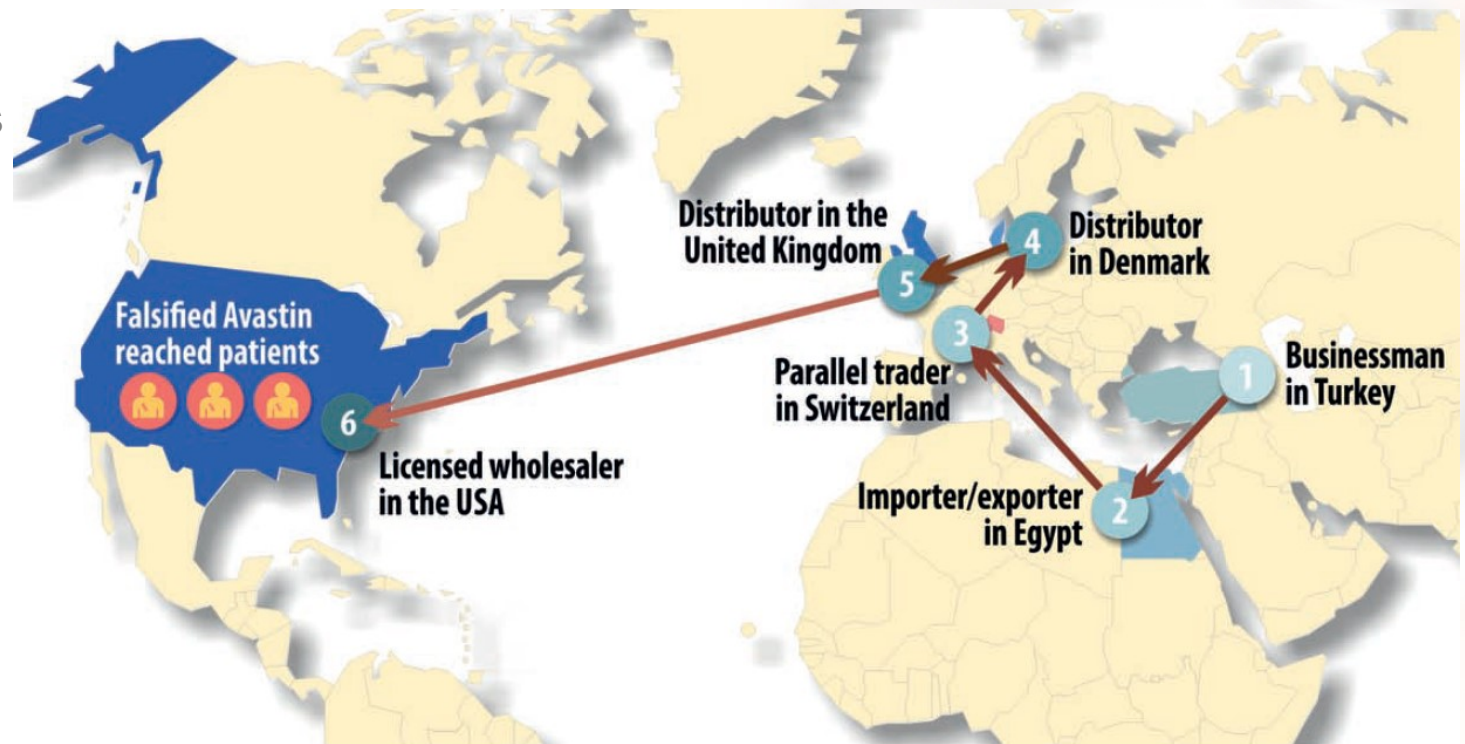 s
Distributor in the
United Kingdom
4
Distributor
in Denmark
5
Falsified Avastin
reached patients
3
Parallel trader
in Switzerland
1
Businessman
in Turkey
6
Licensed wholesaler
in the USA
Importer/exporter
in Egypt
2